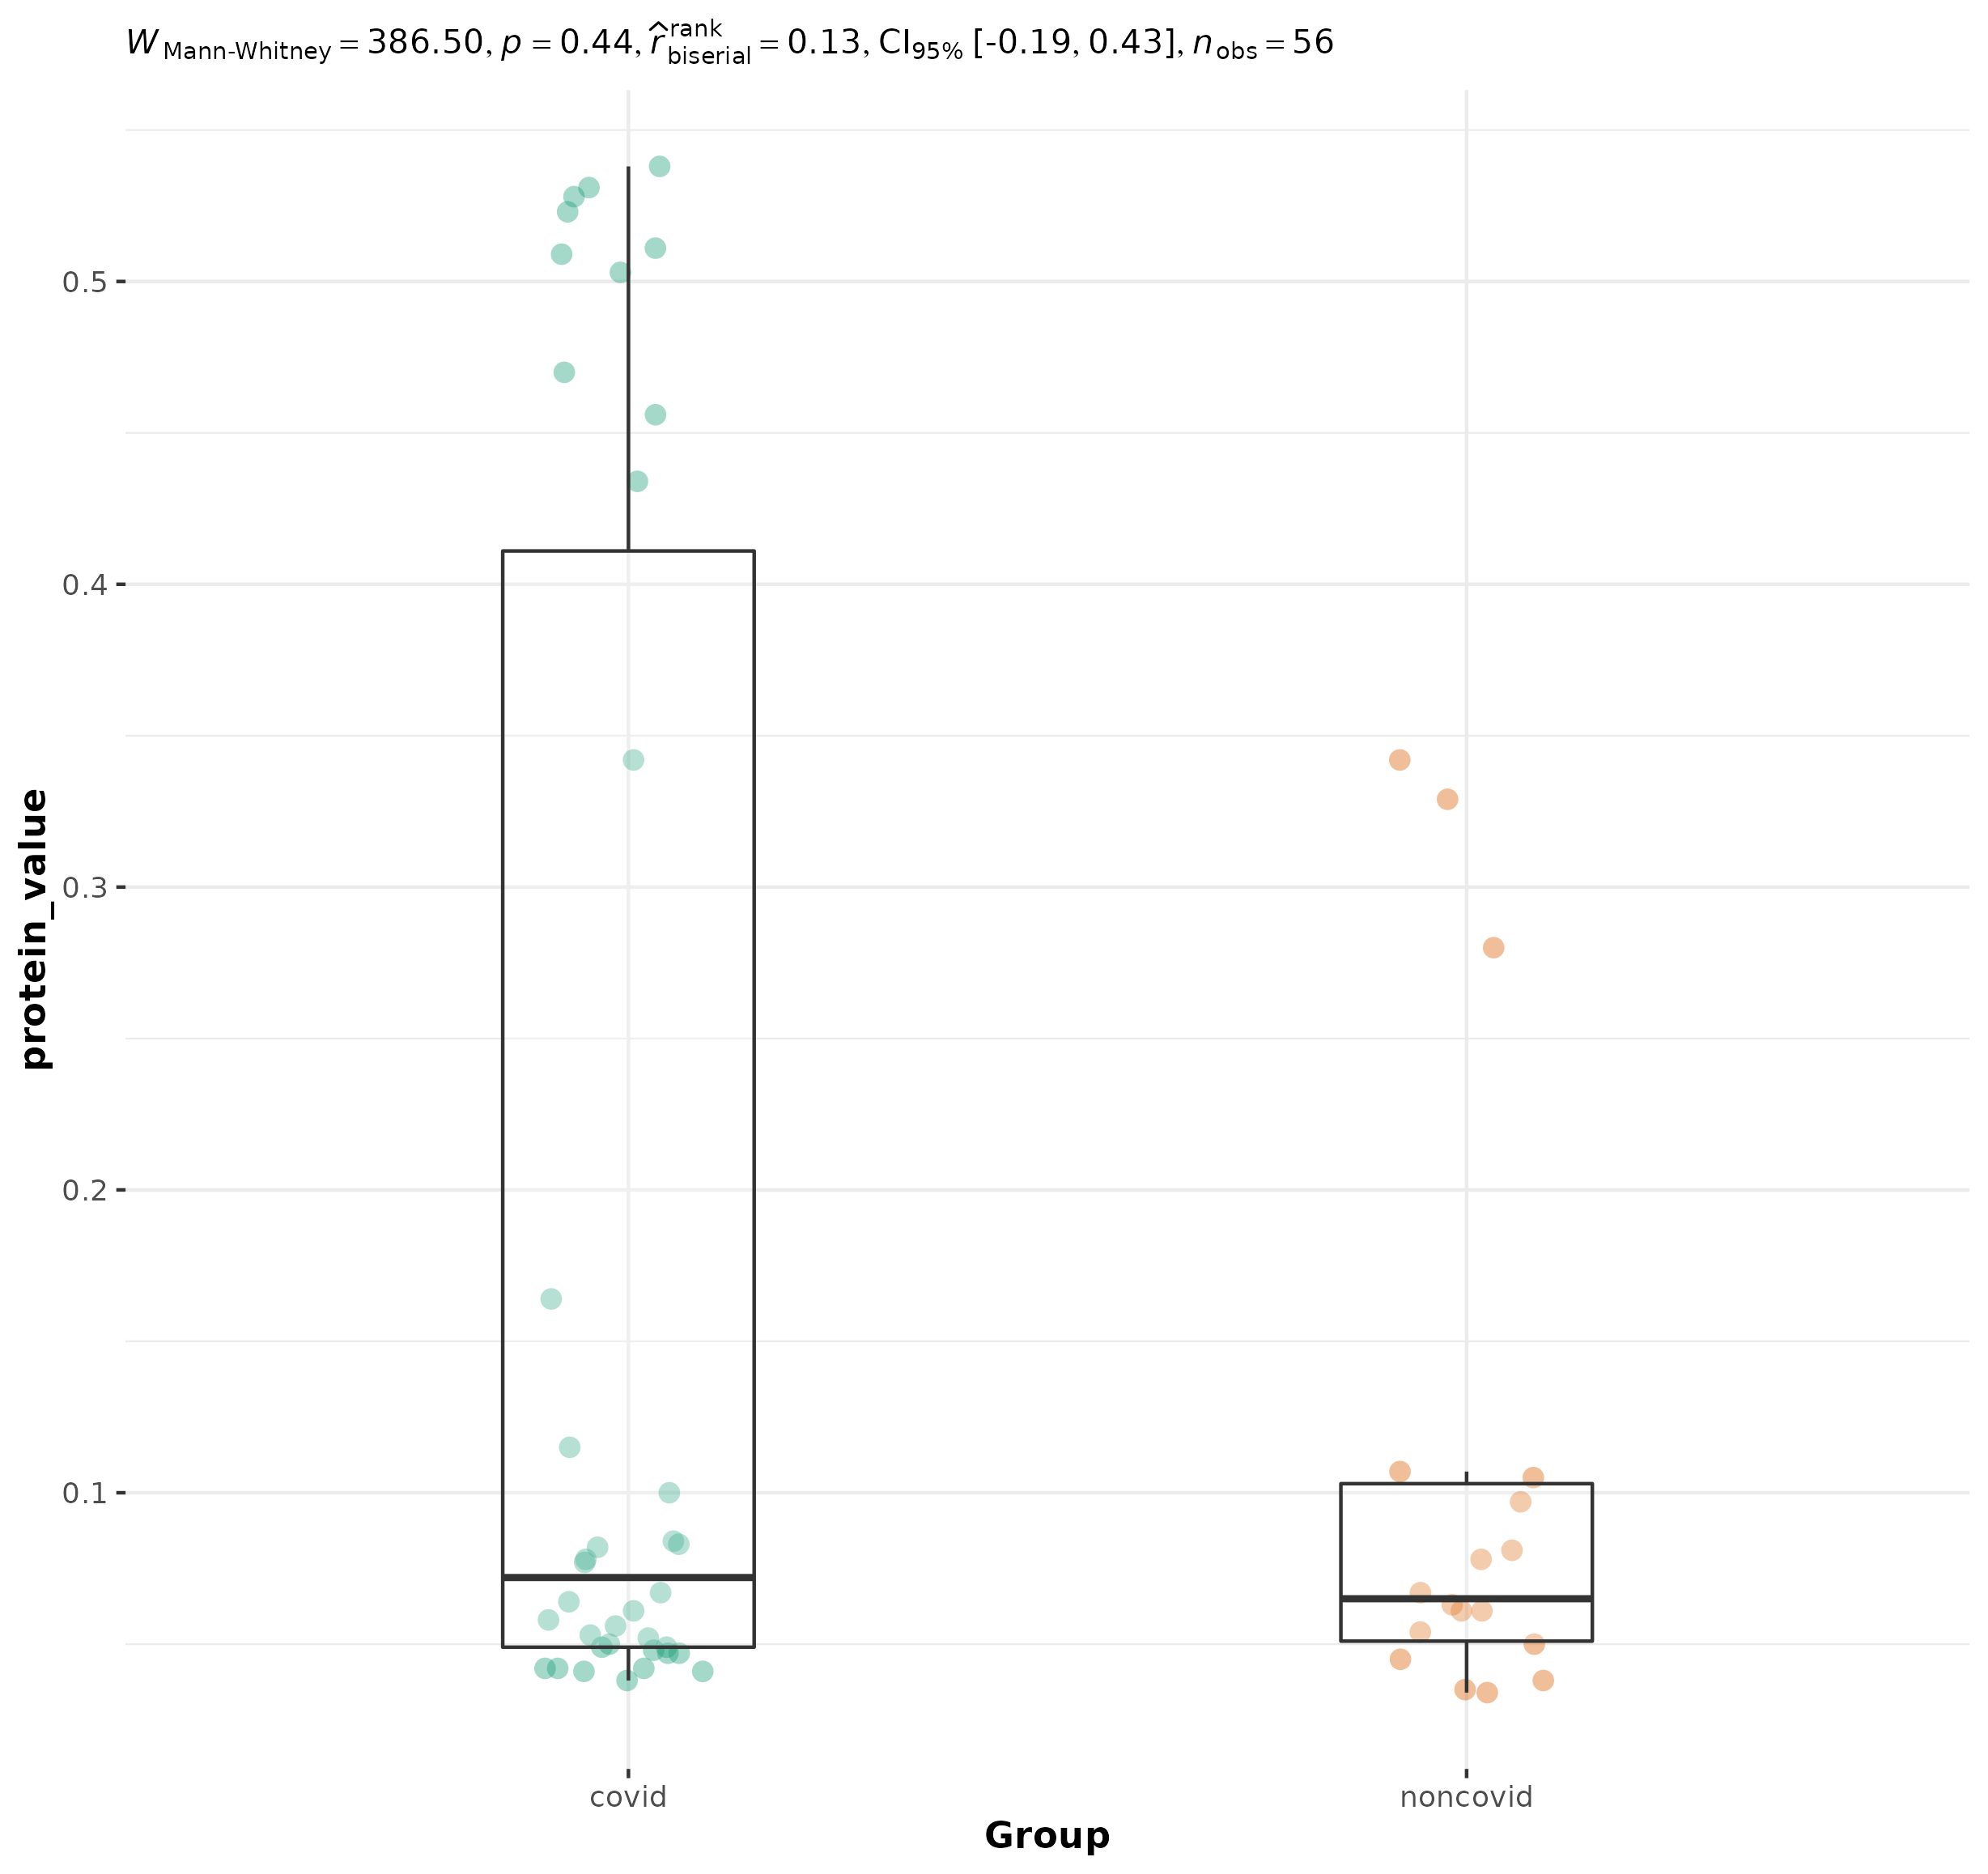 W Mann-Whitney = 386.50, p = 0.44, r̂ rank biserial = 0.13, CI95% [-0.19, 0.43], nobs = 56
0.5
0.4
0.3
0.2
0.1
protein_value
covid noncovid
Group